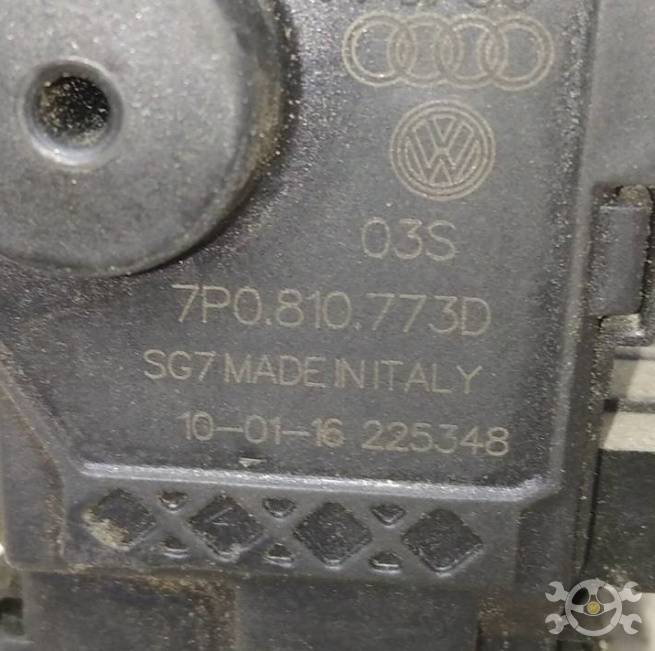 03S
7P0.810.773D
SG7 MADE IN ITALY
10-01-16 225348